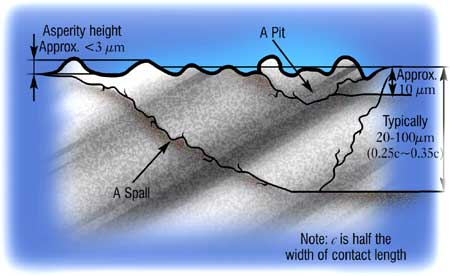 Asperity height
Approx. <3 μm
A Pit
Approx.
10 μm
Typically
20-100μm
(0.25c~0.35c)
A Spall
Note: c is half the
width of contact length